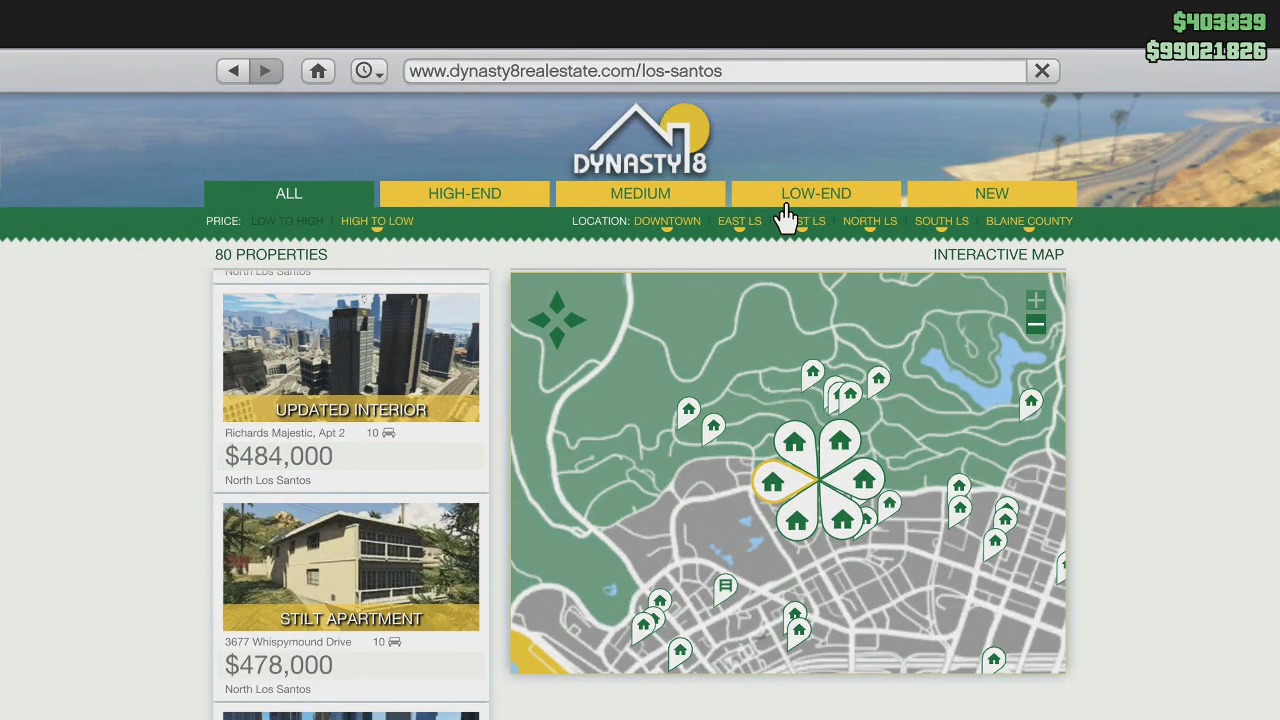 $403839
$99021826
www.dynasty8realestate.com/los-santos
DYNASTY 8
ALL
HIGH-END
MEDIUM
LOW-END
NEW
PRICE: LOW TO HIGH | HIGH TO LOW
LOCATION: DOWNTOWN | EAST LS | ST LS | NORTH LS | SOUTH LS | BLAINE COUNTY
80 PROPERTIES
INTERACTIVE MAP
North Los Santos
UPDATED INTERIOR
Richards Majestic, Apt 2 10
$484,000
North Los Santos
STILT APARTMENT
3677 Whispymound Drive 10
$478,000
North Los Santos